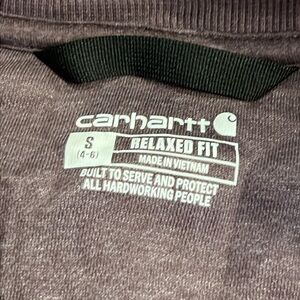 carhartt
S RELAXED FIT
(4-6) MADE IN VIETNAM
BUILT TO SERVE AND PROTECT
ALL HARDWORKING PEOPLE